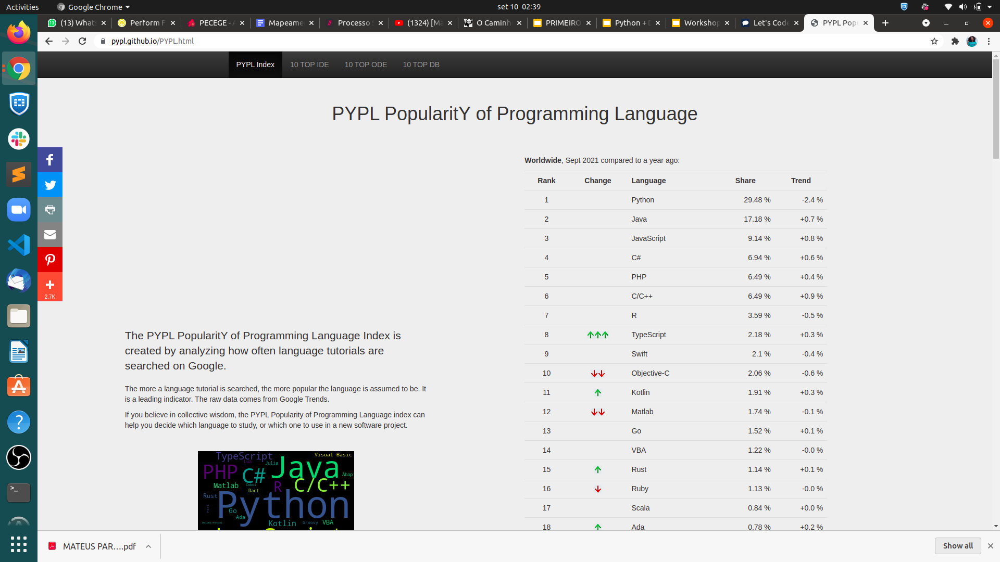 Activities
Google Chrome
set 10 02:39
(13) Whats
Perform F
PECEGE - A
Mapeame
Processo S
(1324) [Ma
O Caminh
PRIMEIRO
Python + D
Workshop
Let's Code
PYPL Pop
pypl.github.io/PYPL.html
PYPL Index
10 TOP IDE
10 TOP ODE
10 TOP DB
PYPL PopularitY of Programming Language
2.7K
The PYPL PopularitY of Programming Language Index is
created by analyzing how often language tutorials are
searched on Google.
The more a language tutorial is searched, the more popular the language is assumed to be. It
is a leading indicator. The raw data comes from Google Trends.
If you believe in collective wisdom, the PYPL Popularity of Programming Language index can
help you decide which language to study, or which one to use in a new software project.
TypeScript
Visual Basic
Lua
Julia
Java
PHP
C#
Abap
Matlab
Cobol
R
C/C++
Dart
Rust
Python
Go
Ada
Kotlin
Groovy
VBA
Worldwide, Sept 2021 compared to a year ago:
Rank Change Language Share Trend
1 Python 29.48 % -2.4 %
2 Java 17.18 % +0.7 %
3 JavaScript 9.14 % +0.8 %
4 C# 6.94 % +0.6 %
5 PHP 6.49 % +0.4 %
6 C/C++ 6.49 % +0.9 %
7 R 3.59 % -0.5 %
8 TypeScript 2.18 % +0.3 %
9 Swift 2.1 % -0.4 %
10 Objective-C 2.06 % -0.6 %
11 Kotlin 1.91 % +0.3 %
12 Matlab 1.74 % -0.1 %
13 Go 1.52 % +0.1 %
14 VBA 1.22 % -0.0 %
15 Rust 1.14 % +0.1 %
16 Ruby 1.13 % -0.0 %
17 Scala 0.84 % +0.0 %
18 Ada 0.78 % +0.2 %
MATEUS PAR....pdf
Show all